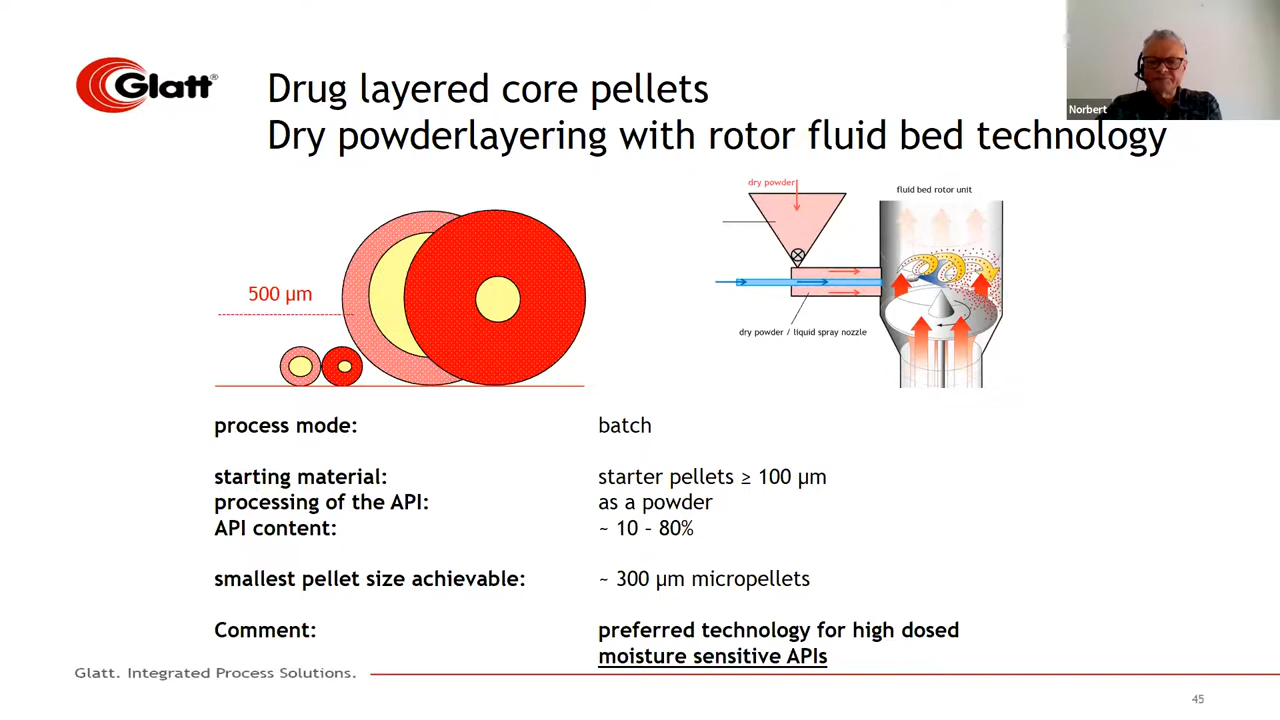 Glatt®
Drug layered core pellets
Dry powderlayering with rotor fluid bed technology
Norbert
dry powder
fluid bed rotor unit
500 µm
dry powder / liquid spray nozzle
process mode: batch
starting material: starter pellets ≥ 100 µm
processing of the API: as a powder
API content: ~ 10 – 80%
smallest pellet size achievable: ~ 300 µm micropellets
Comment: preferred technology for high dosed
moisture sensitive APIs
Glatt. Integrated Process Solutions.
45